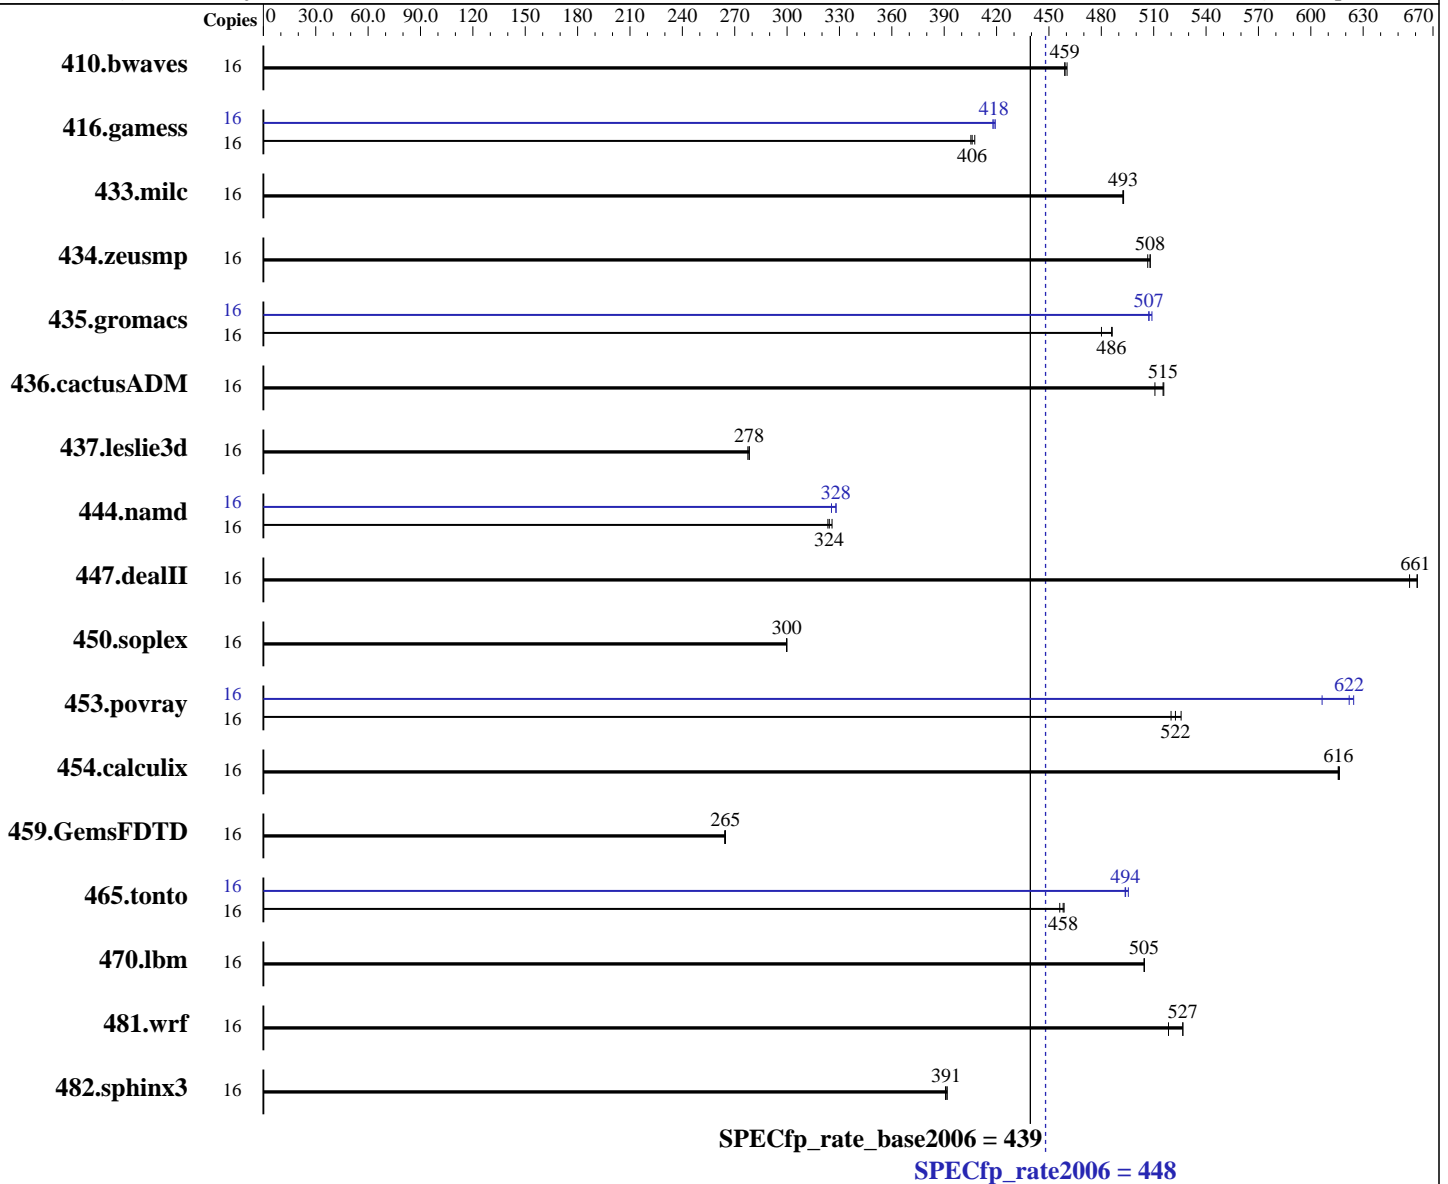 Copies 0 30.0 60.0 90.0 120 150 180 210 240 270 300 330 360 390 420 450 480 510 540 570 600 630 670
410.bwaves 16 459
416.gamess 16 418
16 406
433.milc 16 493
434.zeusmp 16 508
435.gromacs 16 507
16 486
436.cactusADM 16 515
437.leslie3d 16 278
444.namd 16 328
16 324
447.dealII 16 661
450.soplex 16 300
453.povray 16 622
16 522
454.calculix 16 616
459.GemsFDTD 16 265
465.tonto 16 494
16 458
470.lbm 16 505
481.wrf 16 527
482.sphinx3 16 391
SPECfp_rate_base2006 = 439
SPECfp_rate2006 = 448